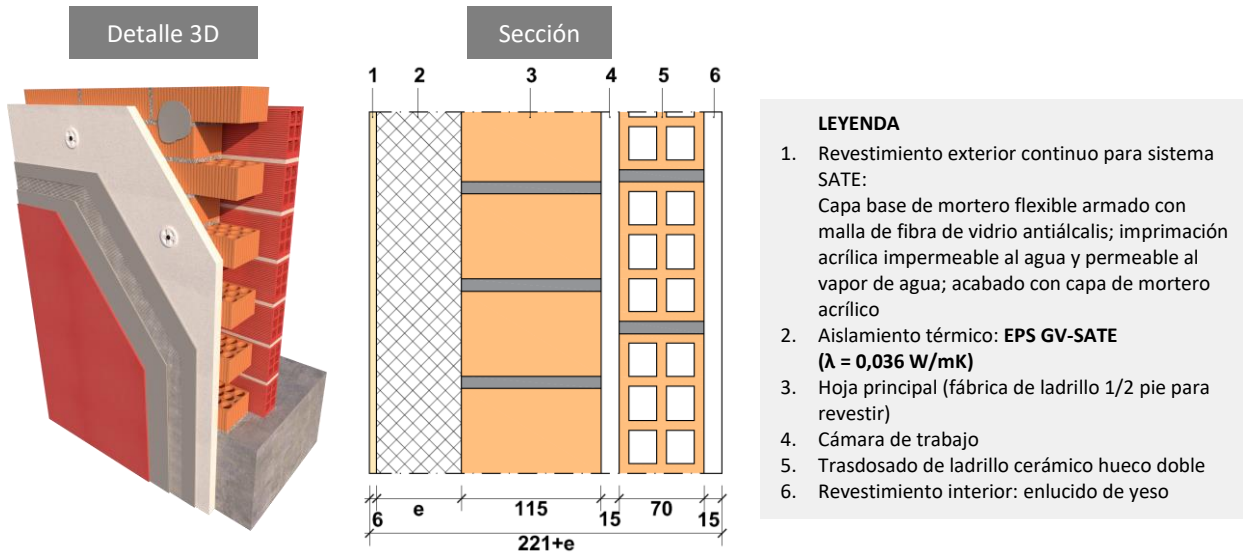 Detalle 3D
Sección
1 2 3 4 5 6
LEYENDA
1. Revestimiento exterior continuo para sistema
SATE:
Capa base de mortero flexible armado con
malla de fibra de vidrio antiálcalis; imprimación
acrílica impermeable al agua y permeable al
vapor de agua; acabado con capa de mortero
acrílico
2. Aislamiento térmico: EPS GV-SATE
(λ = 0,036 W/mK)
3. Hoja principal (fábrica de ladrillo 1/2 pie para
revestir)
4. Cámara de trabajo
5. Trasdosado de ladrillo cerámico hueco doble
6. Revestimiento interior: enlucido de yeso
6 e 115 15 70 15
221+e